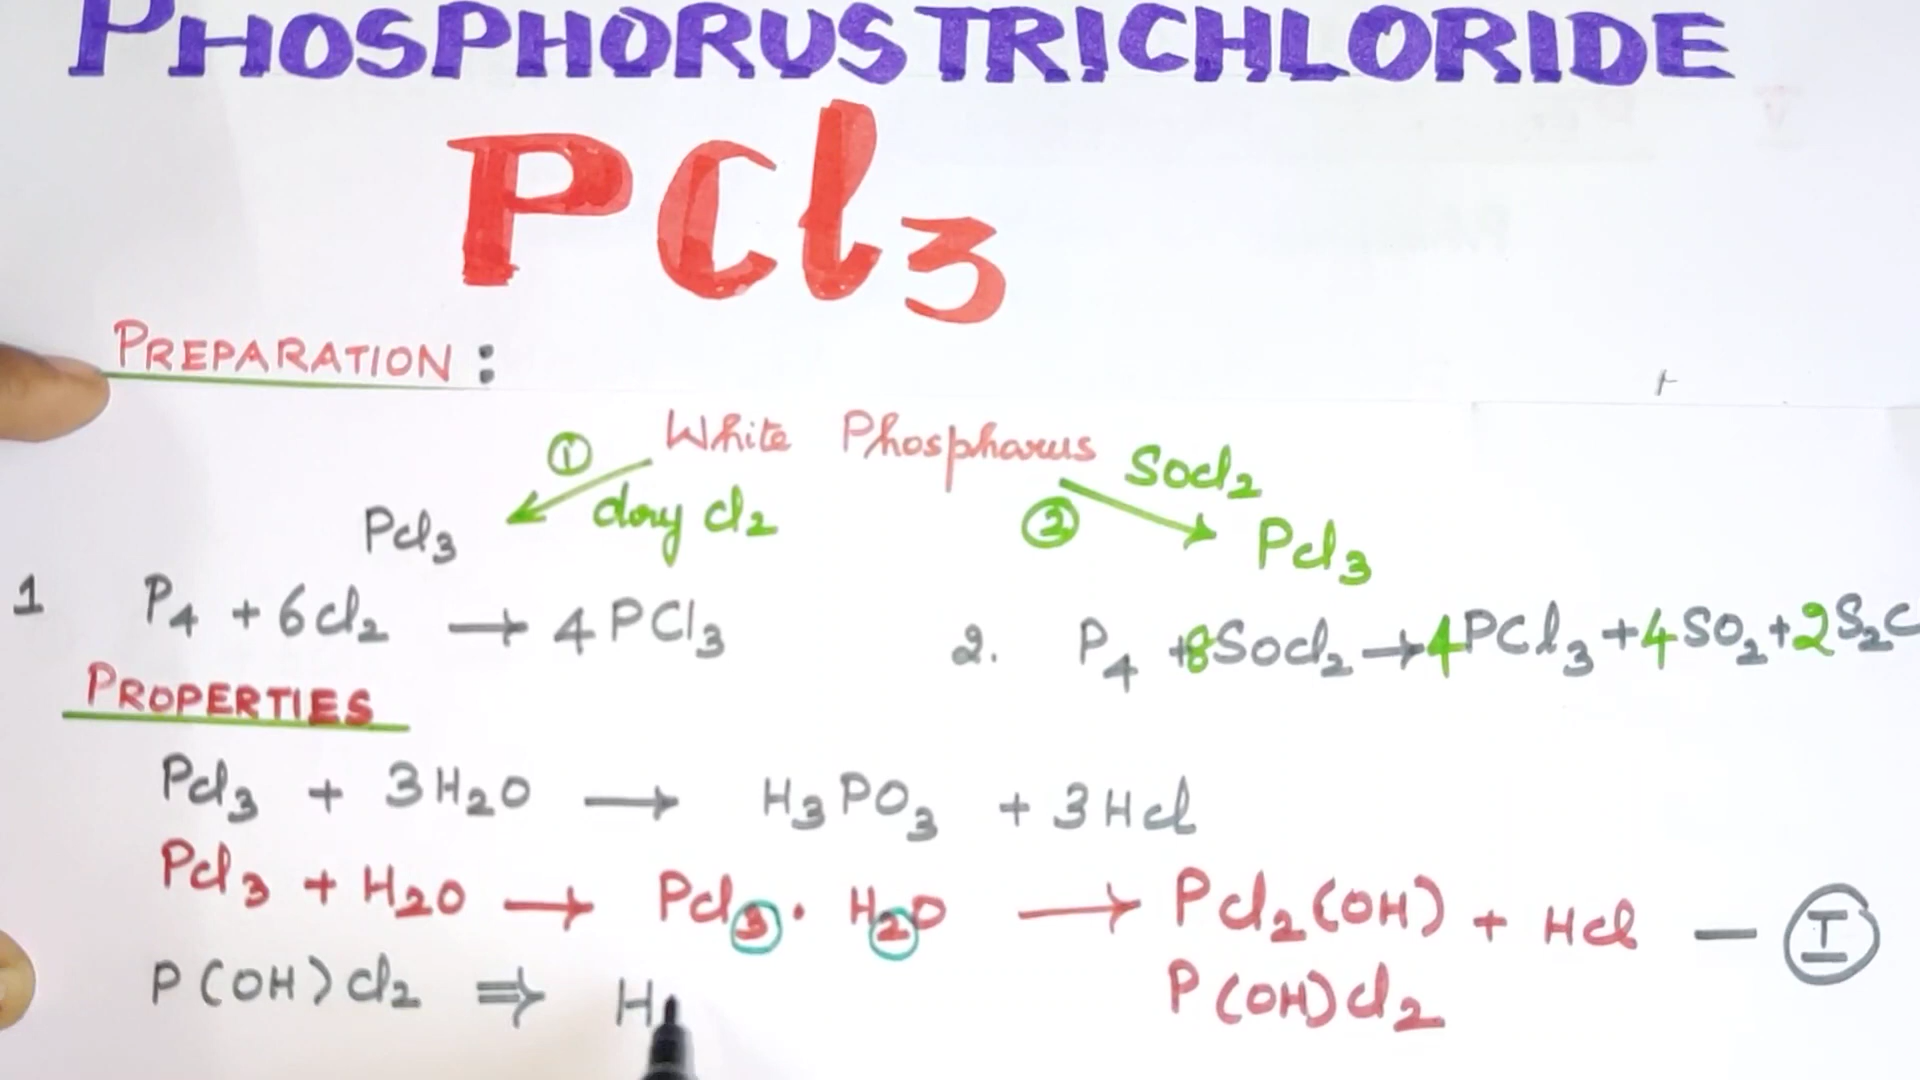 PHOSPHORUS TRICHLORIDE
PCl3
PREPARATION :
White Phosphorus
① dry Cl2
SOCl2
PCl3
② PCl3
1 P4 + 6Cl2 → 4PCl3
2. P4 + 8SOCl2 → 4PCl3 + 4SO2 + 2S2C
PROPERTIES
PCl3 + 3H2O → H3PO3 + 3HCl
PCl3 + H2O → PCl3 · H2O → PCl2(OH) + HCl — I
P(OH)Cl2 ⇒ H
P(OH)Cl2